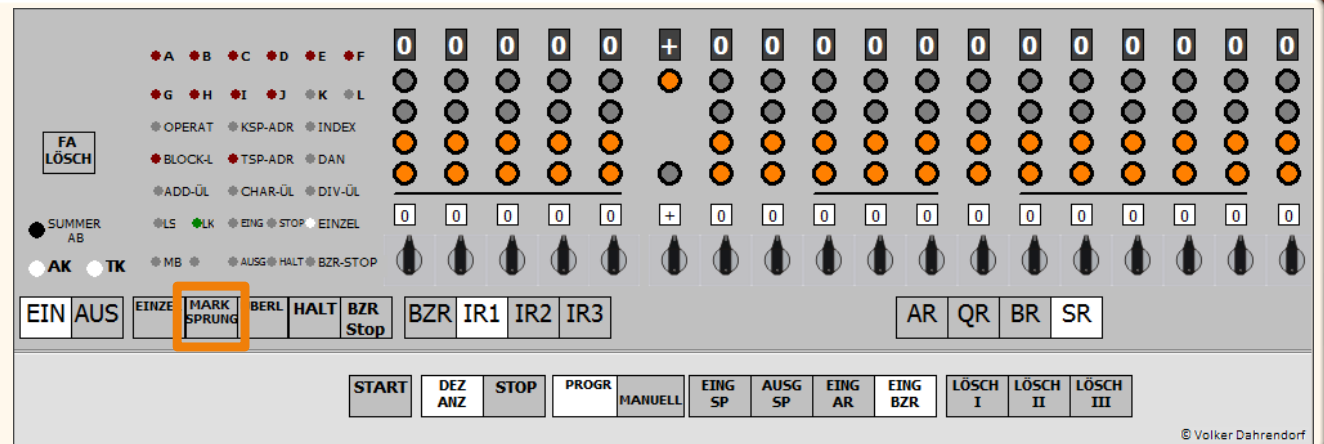 0 0 0 0 0 + 0 0 0 0 0 0 0 0 0 0 0 0
A B C D E F
G H I J K L
OPERAT KSP-ADR INDEX
FA
LÖSCH
BLOCK-L TSP-ADR DAN
ADD-ÜL CHAR-ÜL DIV-ÜL
0 0 0 0 0 + 0 0 0 0 0 0 0 0 0 0 0 0
SUMMER
AB
LS LK EING STOP EINZEL
AK TK
MB AUSG HALT BZR-STOP
EIN AUS
EINZE
MARK
SPRUNG
BERL
HALT
BZR
Stop
BZR IR1 IR2 IR3
AR QR BR SR
START
DEZ
ANZ
STOP
PROGR
MANUELL
EING
SP
AUSG
SP
EING
AR
EING
BZR
LÖSCH
I
LÖSCH
II
LÖSCH
III
© Volker Dahrendorf